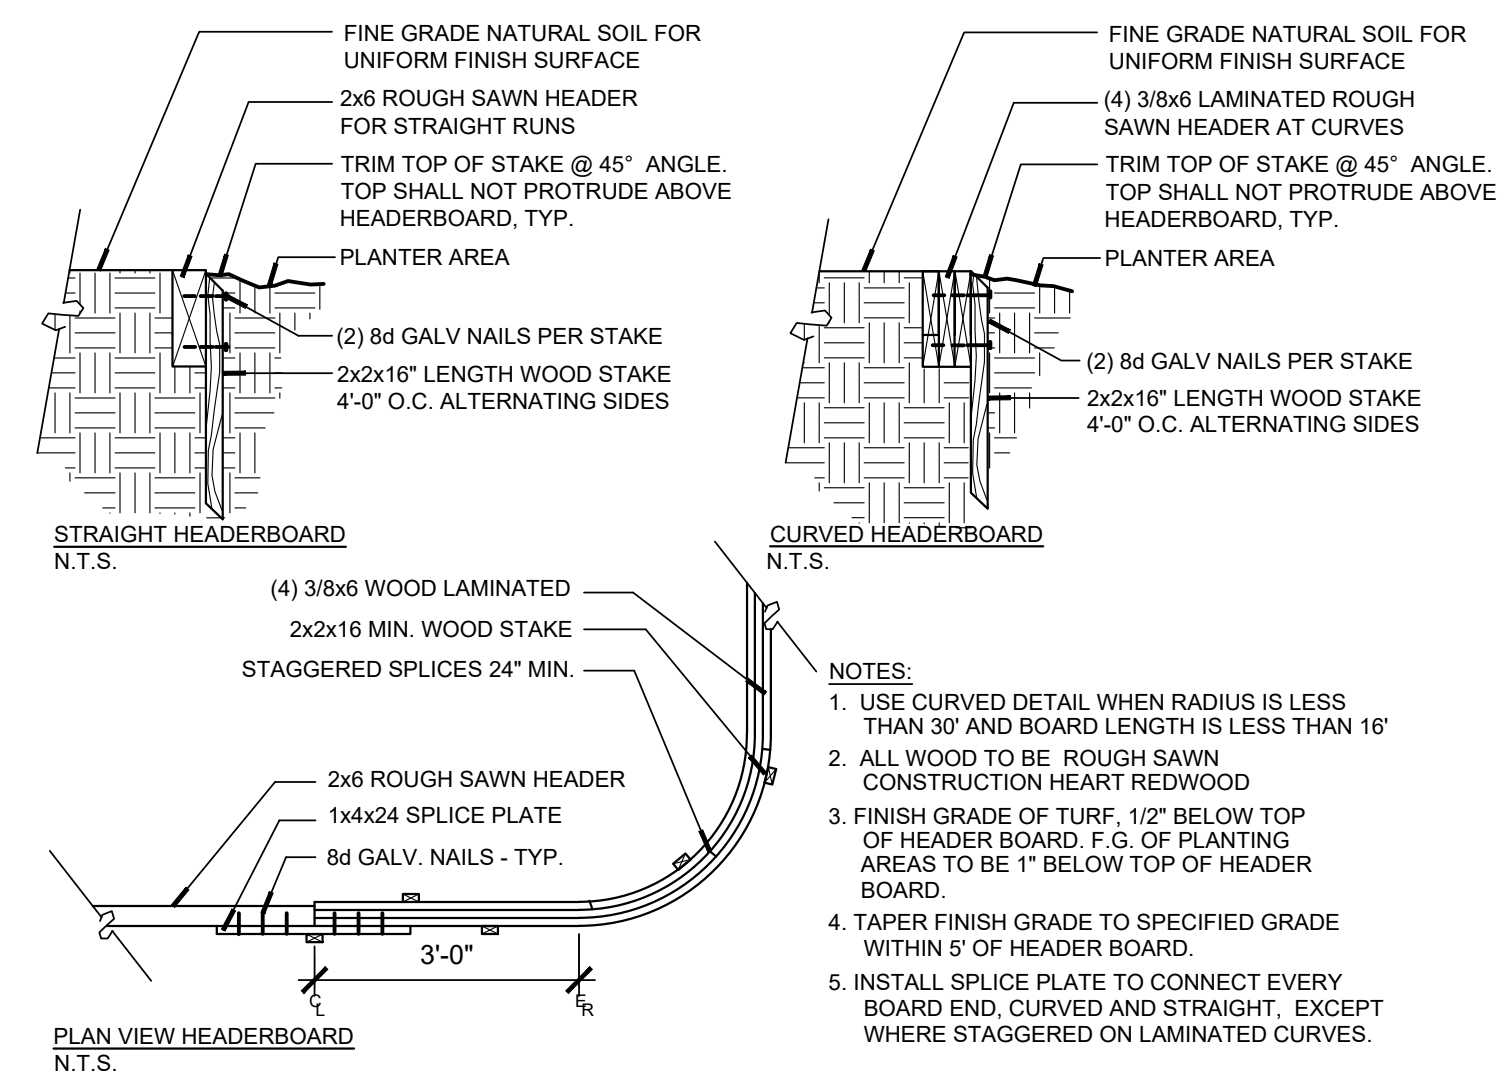 FINE GRADE NATURAL SOIL FOR
UNIFORM FINISH SURFACE
2x6 ROUGH SAWN HEADER
FOR STRAIGHT RUNS
TRIM TOP OF STAKE @ 45° ANGLE.
TOP SHALL NOT PROTRUDE ABOVE
HEADERBOARD, TYP.
PLANTER AREA
(2) 8d GALV NAILS PER STAKE
2x2x16" LENGTH WOOD STAKE
4'-0" O.C. ALTERNATING SIDES
STRAIGHT HEADERBOARD
N.T.S.
FINE GRADE NATURAL SOIL FOR
UNIFORM FINISH SURFACE
(4) 3/8x6 LAMINATED ROUGH
SAWN HEADER AT CURVES
TRIM TOP OF STAKE @ 45° ANGLE.
TOP SHALL NOT PROTRUDE ABOVE
HEADERBOARD, TYP.
PLANTER AREA
(2) 8d GALV NAILS PER STAKE
2x2x16" LENGTH WOOD STAKE
4'-0" O.C. ALTERNATING SIDES
CURVED HEADERBOARD
N.T.S.
(4) 3/8x6 WOOD LAMINATED
2x2x16 MIN. WOOD STAKE
STAGGERED SPLICES 24" MIN.
2x6 ROUGH SAWN HEADER
1x4x24 SPLICE PLATE
8d GALV. NAILS - TYP.
3'-0"
CL
ER
PLAN VIEW HEADERBOARD
N.T.S.
NOTES:
1. USE CURVED DETAIL WHEN RADIUS IS LESS
THAN 30' AND BOARD LENGTH IS LESS THAN 16'
2. ALL WOOD TO BE ROUGH SAWN
CONSTRUCTION HEART REDWOOD
3. FINISH GRADE OF TURF, 1/2" BELOW TOP
OF HEADER BOARD. F.G. OF PLANTING
AREAS TO BE 1" BELOW TOP OF HEADER
BOARD.
4. TAPER FINISH GRADE TO SPECIFIED GRADE
WITHIN 5' OF HEADER BOARD.
5. INSTALL SPLICE PLATE TO CONNECT EVERY
BOARD END, CURVED AND STRAIGHT, EXCEPT
WHERE STAGGERED ON LAMINATED CURVES.